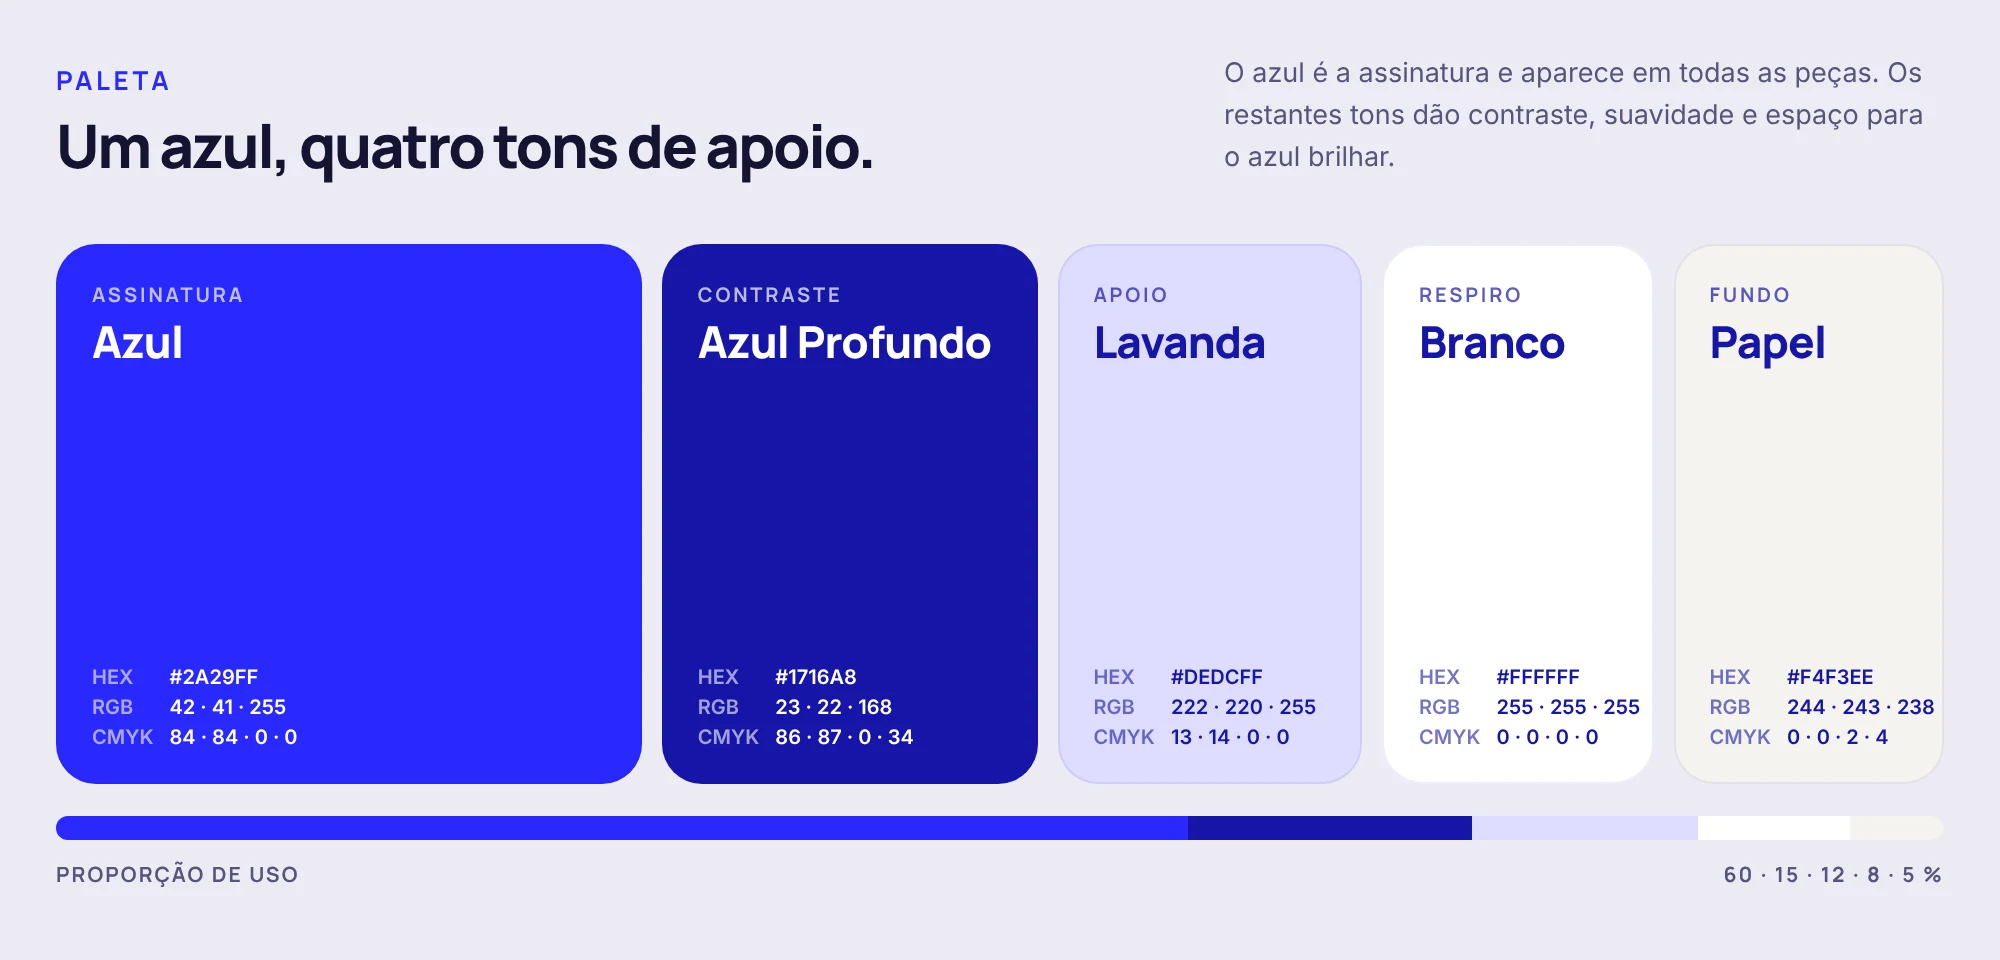 PALETA
Um azul, quatro tons de apoio.
O azul é a assinatura e aparece em todas as peças. Os
restantes tons dão contraste, suavidade e espaço para
o azul brilhar.
ASSINATURA
Azul
HEX #2A29FF
RGB 42 · 41 · 255
CMYK 84 · 84 · 0 · 0
CONTRASTE
Azul Profundo
HEX #1716A8
RGB 23 · 22 · 168
CMYK 86 · 87 · 0 · 34
APOIO
Lavanda
HEX #DEDCFF
RGB 222 · 220 · 255
CMYK 13 · 14 · 0 · 0
RESPIRO
Branco
HEX #FFFFFF
RGB 255 · 255 · 255
CMYK 0 · 0 · 0 · 0
FUNDO
Papel
HEX #F4F3EE
RGB 244 · 243 · 238
CMYK 0 · 0 · 2 · 4
PROPORÇÃO DE USO
60 · 15 · 12 · 8 · 5 %